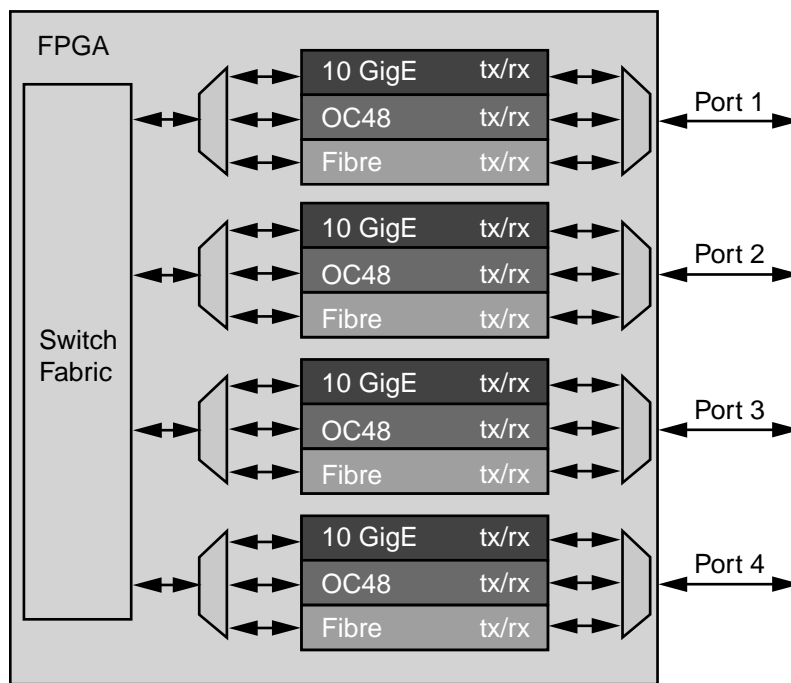 FPGA
Switch
Fabric
10 GigE tx/rx
OC48 tx/rx
Fibre tx/rx
Port 1
10 GigE tx/rx
OC48 tx/rx
Fibre tx/rx
Port 2
10 GigE tx/rx
OC48 tx/rx
Fibre tx/rx
Port 3
10 GigE tx/rx
OC48 tx/rx
Fibre tx/rx
Port 4